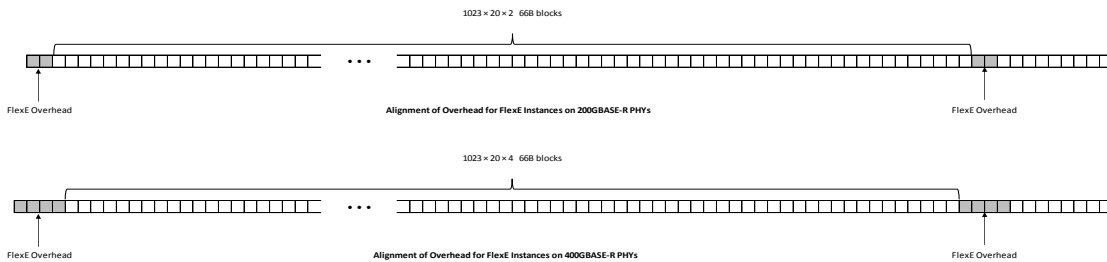 1023 × 20 × 2 66B blocks
• • •
FlexE Overhead
Alignment of Overhead for FlexE Instances on 200GBASE-R PHYs
FlexE Overhead
1023 × 20 × 4 66B blocks
• • •
FlexE Overhead
Alignment of Overhead for FlexE Instances on 400GBASE-R PHYs
FlexE Overhead